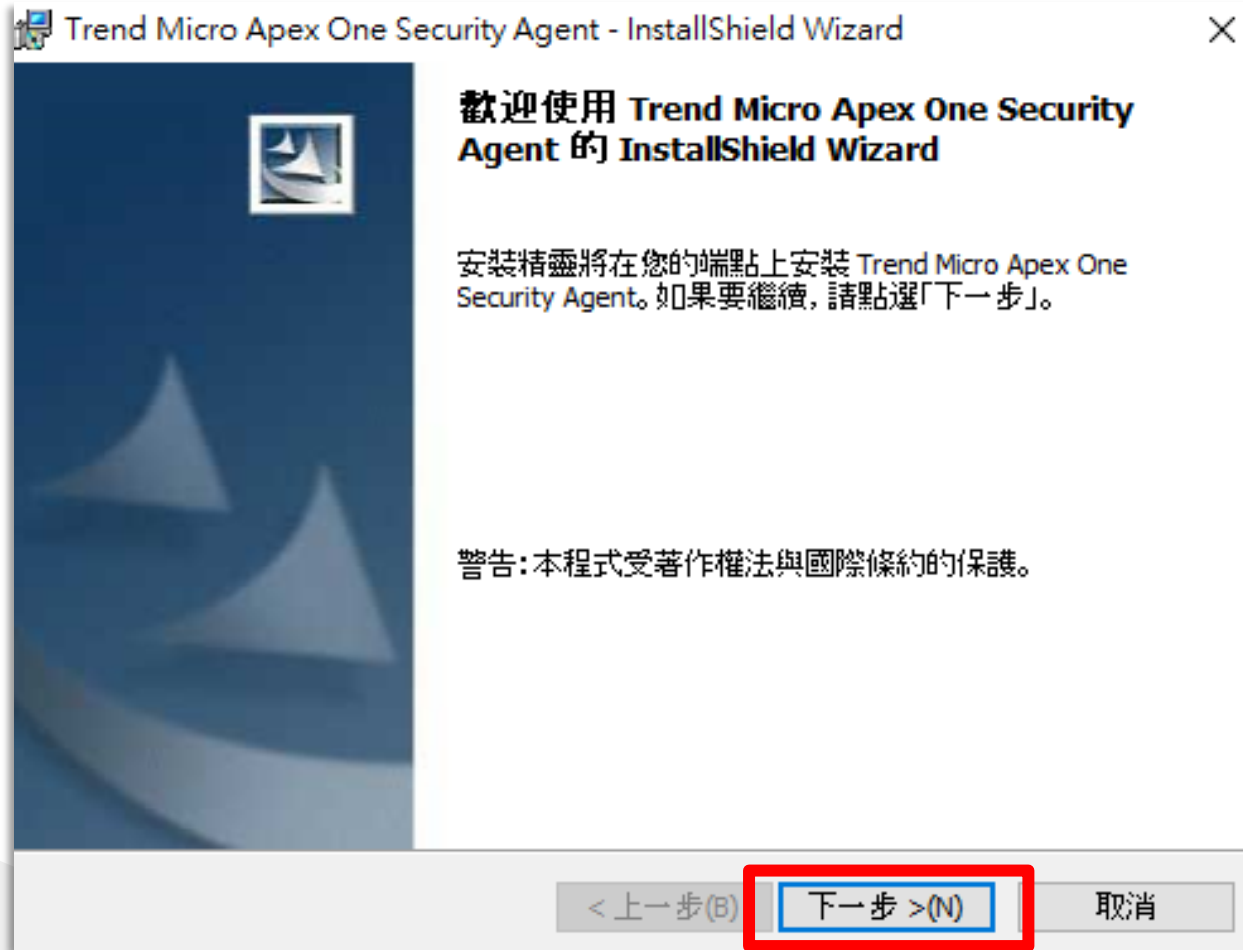 Trend Micro Apex One Security Agent - InstallShield Wizard
歡迎使用 Trend Micro Apex One Security
Agent 的 InstallShield Wizard
安裝精靈將在您的端點上安裝 Trend Micro Apex One
Security Agent。如果要繼續，請點選「下一步」。
警告：本程式受著作權法與國際條約的保護。
< 上一步(B) 下一步 >(N) 取消